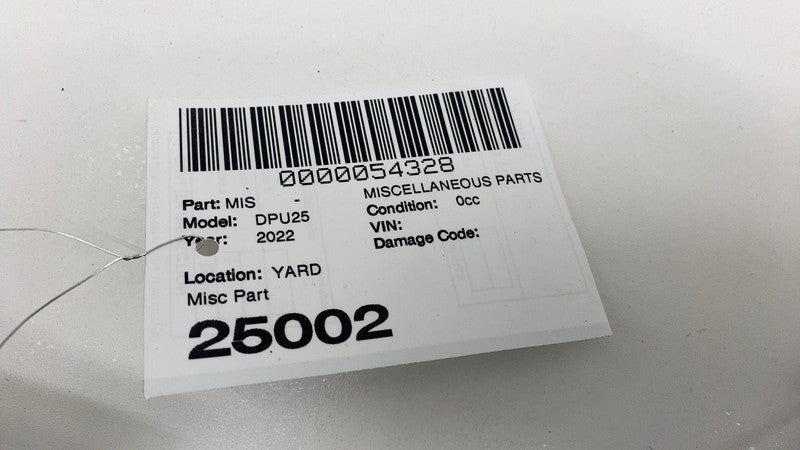 0000054328
Part: MIS -
MISCELLANEOUS PARTS
Model: DPU25
Condition: 0cc
Year: 2022
VIN:
Damage Code:
Location: YARD
Misc Part
25002